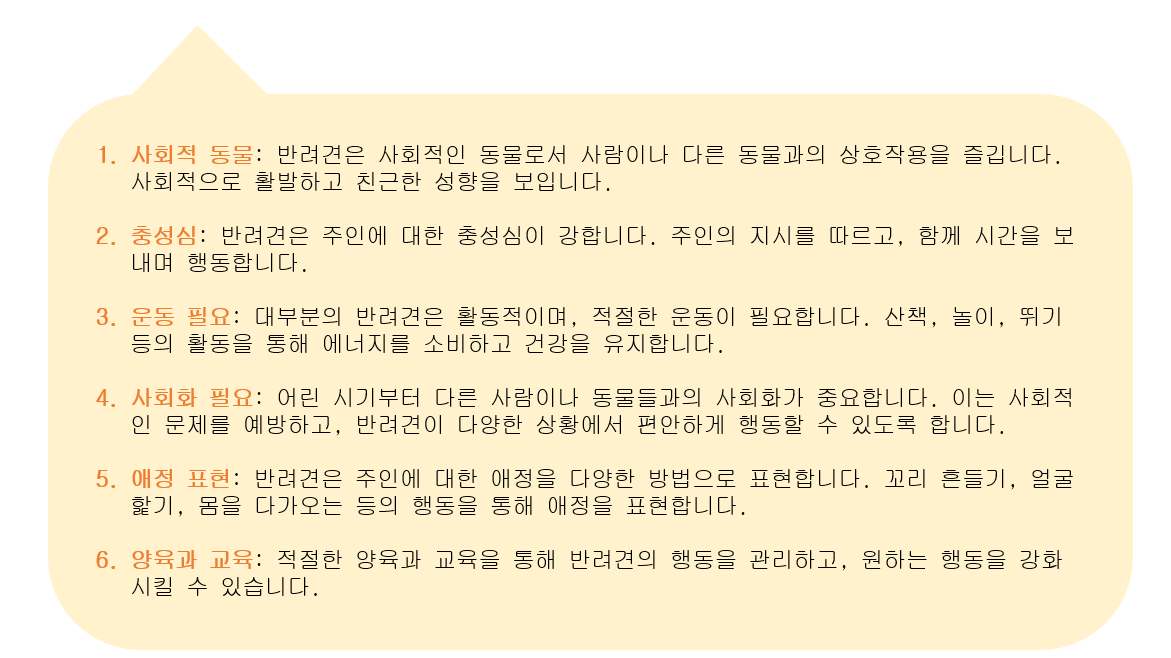 1. 사회적 동물: 반려견은 사회적인 동물로서 사람이나 다른 동물과의 상호작용을 즐깁니다.
사회적으로 활발하고 친근한 성향을 보입니다.
2. 충성심: 반려견은 주인에 대한 충성심이 강합니다. 주인의 지시를 따르고, 함께 시간을 보
내며 행동합니다.
3. 운동 필요: 대부분의 반려견은 활동적이며, 적절한 운동이 필요합니다. 산책, 놀이, 뛰기
등의 활동을 통해 에너지를 소비하고 건강을 유지합니다.
4. 사회화 필요: 어린 시기부터 다른 사람이나 동물들과의 사회화가 중요합니다. 이는 사회적
인 문제를 예방하고, 반려견이 다양한 상황에서 편안하게 행동할 수 있도록 합니다.
5. 애정 표현: 반려견은 주인에 대한 애정을 다양한 방법으로 표현합니다. 꼬리 흔들기, 얼굴
핥기, 몸을 다가오는 등의 행동을 통해 애정을 표현합니다.
6. 양육과 교육: 적절한 양육과 교육을 통해 반려견의 행동을 관리하고, 원하는 행동을 강화
시킬 수 있습니다.